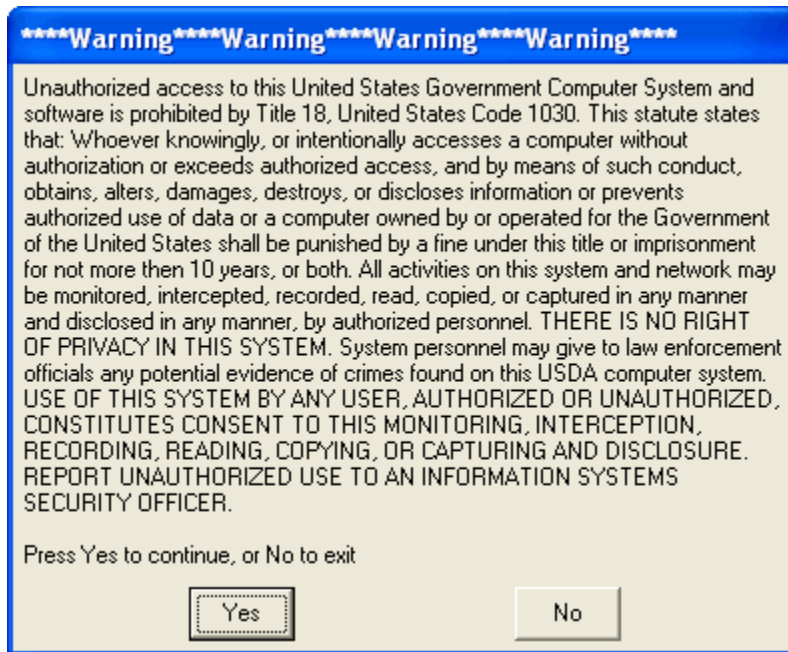 ****Warning****Warning****Warning****Warning****
Unauthorized access to this United States Government Computer System and
software is prohibited by Title 18, United States Code 1030. This statute states
that: Whoever knowingly, or intentionally accesses a computer without
authorization or exceeds authorized access, and by means of such conduct,
obtains, alters, damages, destroys, or discloses information or prevents
authorized use of data or a computer owned by or operated for the Government
of the United States shall be punished by a fine under this title or imprisonment
for not more then 10 years, or both. All activities on this system and network may
be monitored, intercepted, recorded, read, copied, or captured in any manner
and disclosed in any manner, by authorized personnel. THERE IS NO RIGHT
OF PRIVACY IN THIS SYSTEM. System personnel may give to law enforcement
officials any potential evidence of crimes found on this USDA computer system.
USE OF THIS SYSTEM BY ANY USER, AUTHORIZED OR UNAUTHORIZED,
CONSTITUTES CONSENT TO THIS MONITORING, INTERCEPTION,
RECORDING, READING, COPYING, OR CAPTURING AND DISCLOSURE.
REPORT UNAUTHORIZED USE TO AN INFORMATION SYSTEMS
SECURITY OFFICER.
Press Yes to continue, or No to exit
Yes No